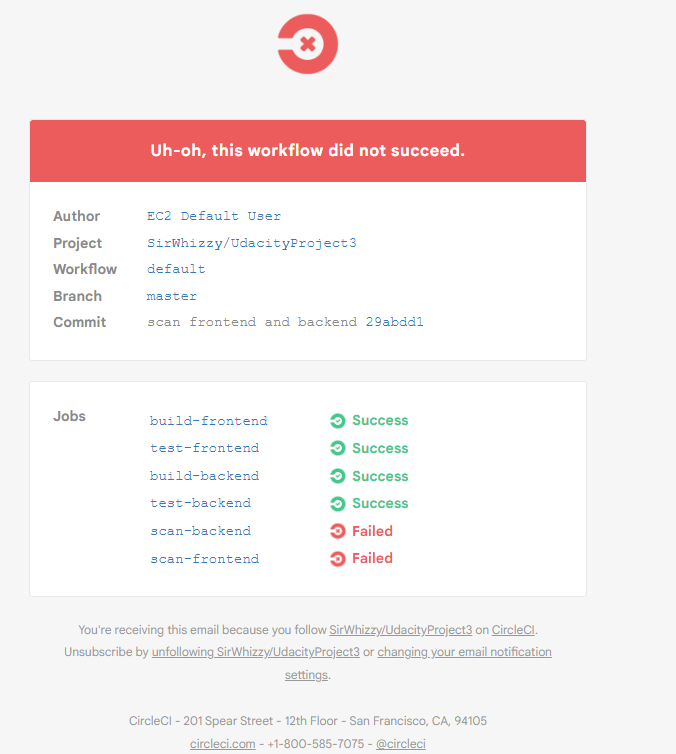 Uh-oh, this workflow did not succeed.
Author EC2 Default User
Project SirWhizzy/UdacityProject3
Workflow default
Branch master
Commit scan frontend and backend 29abdd1
Jobs
build-frontend Success
test-frontend Success
build-backend Success
test-backend Success
scan-backend Failed
scan-frontend Failed
You're receiving this email because you follow SirWhizzy/UdacityProject3 on CircleCI.
Unsubscribe by unfollowing SirWhizzy/UdacityProject3 or changing your email notification
settings.
CircleCI - 201 Spear Street - 12th Floor - San Francisco, CA, 94105
circleci.com - +1-800-585-7075 - @circleci